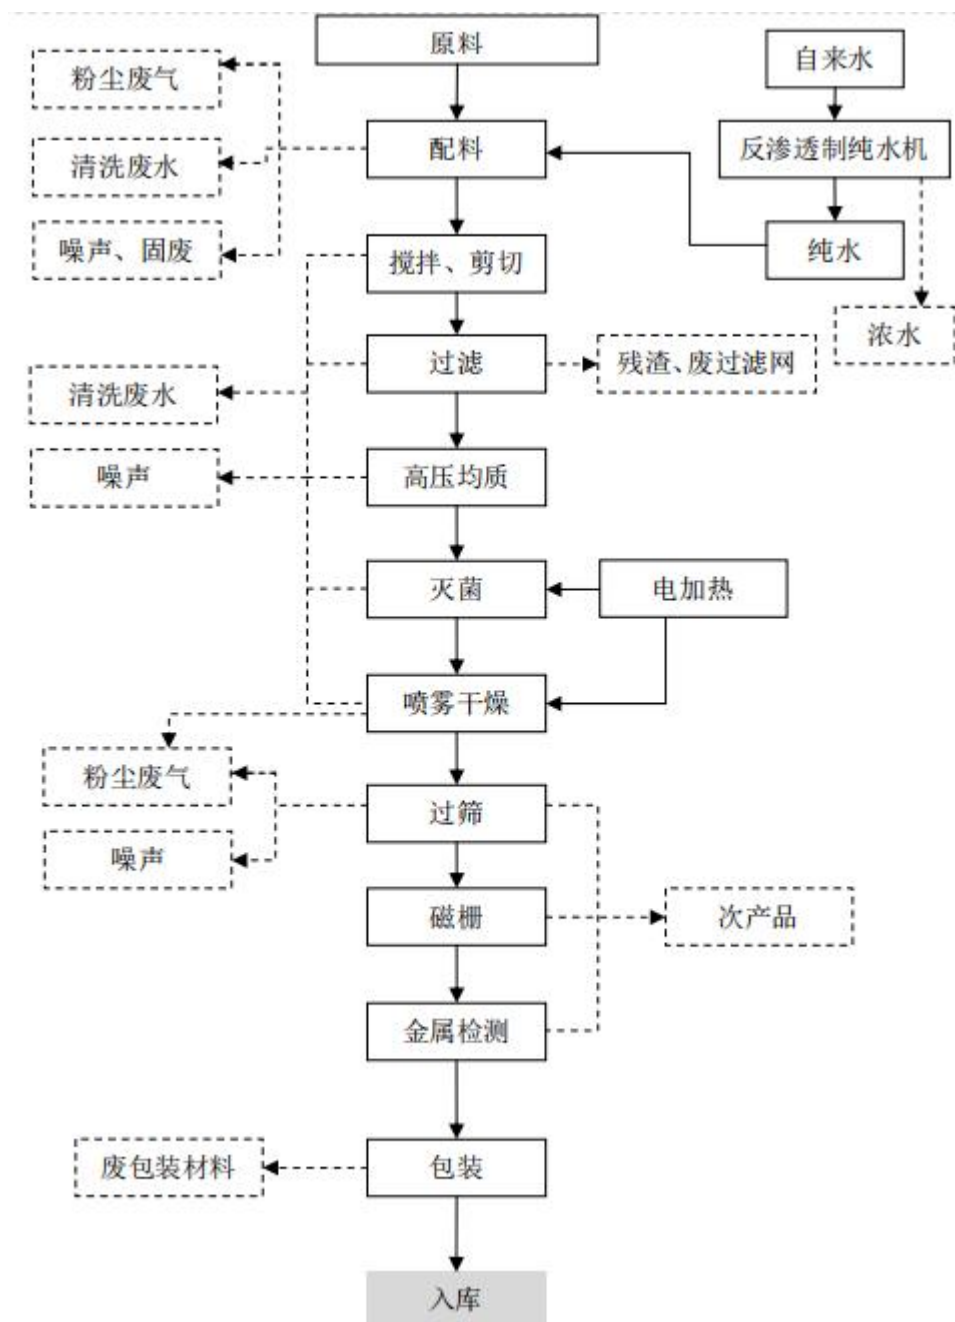 原料
自来水
粉尘废气
配料
反渗透制纯水机
清洗废水
噪声、固废
搅拌、剪切
纯水
浓水
过滤
残渣、废过滤网
清洗废水
噪声
高压均质
灭菌
电加热
喷雾干燥
粉尘废气
过筛
噪声
磁栅
次产品
金属检测
废包装材料
包装
入库